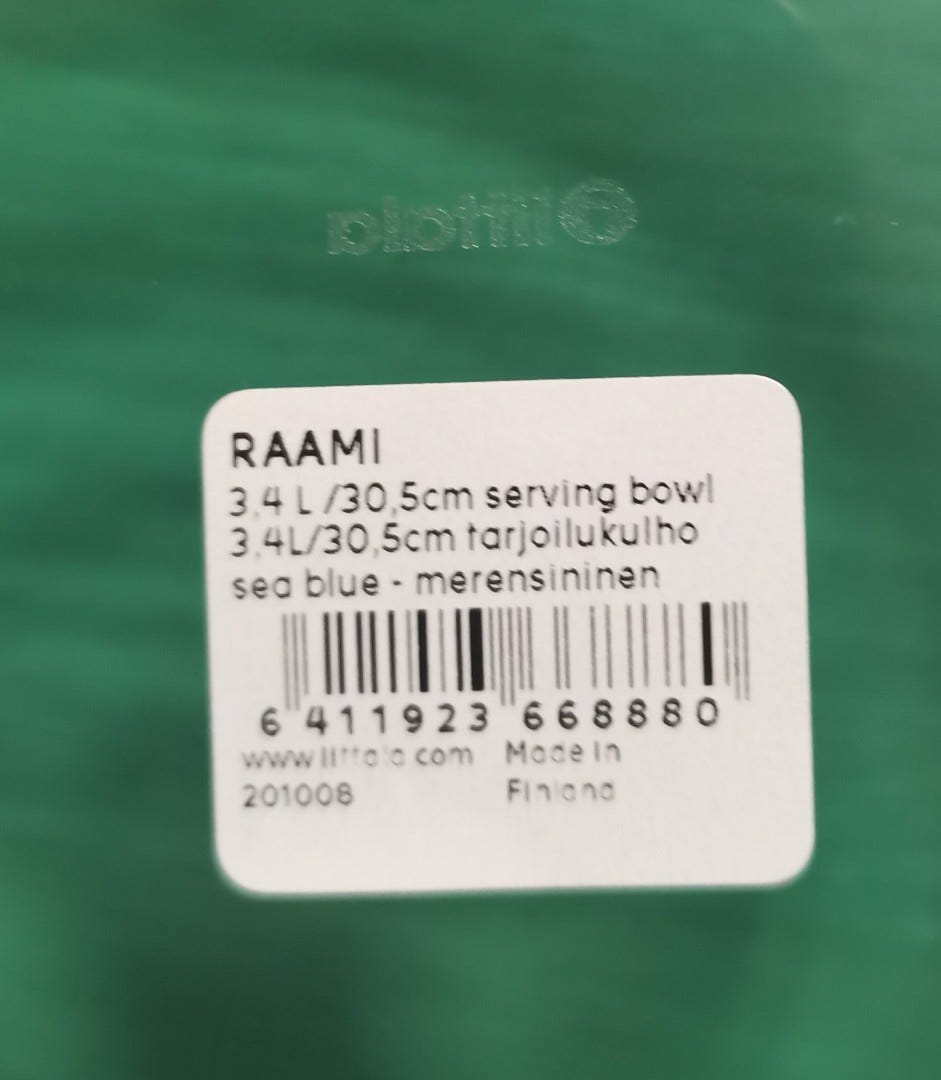 iittala i
RAAMI
3,4 L /30,5cm serving bowl
3,4L/30,5cm tarjoilukulho
sea blue - merensininen
6 411923 668880
www.iittala.com Made in
201008 Finland